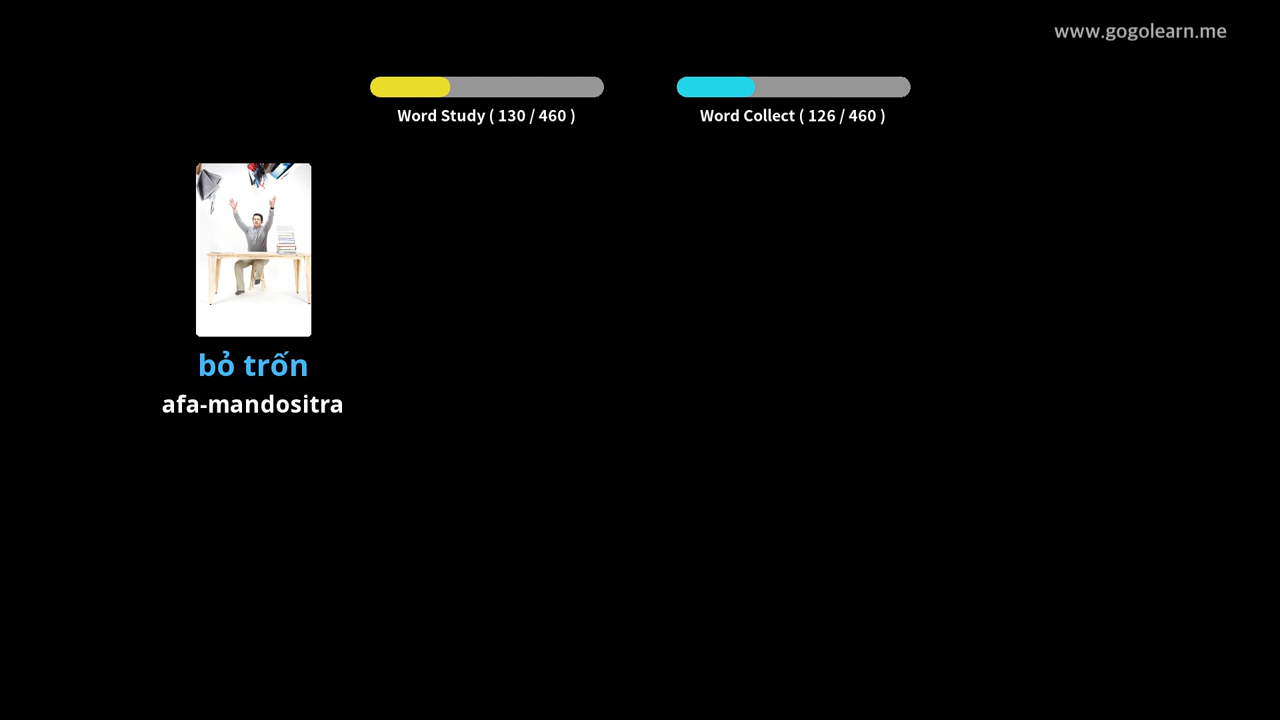 www.gogolearn.me
Word Study ( 130 / 460 )
Word Collect ( 126 / 460 )
bỏ trốn
afa-mandositra